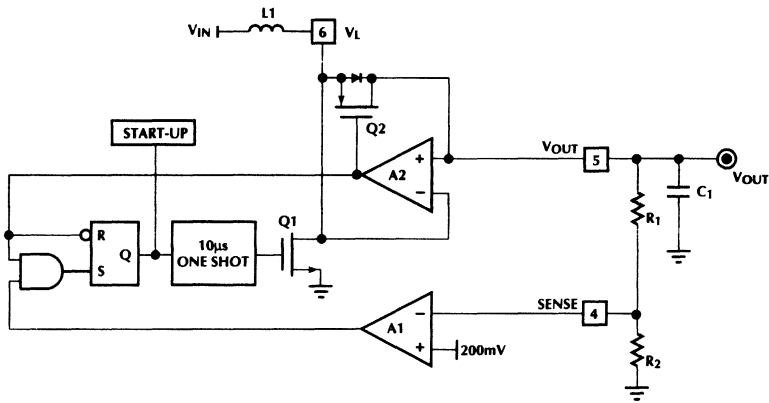 L1
VIN
6
VL
START-UP
Q2
VOUT
5
VOUT
+
A2
−
C1
R1
Q1
R
Q
S
10µs
ONE SHOT
SENSE
4
−
A1
+
200mV
R2